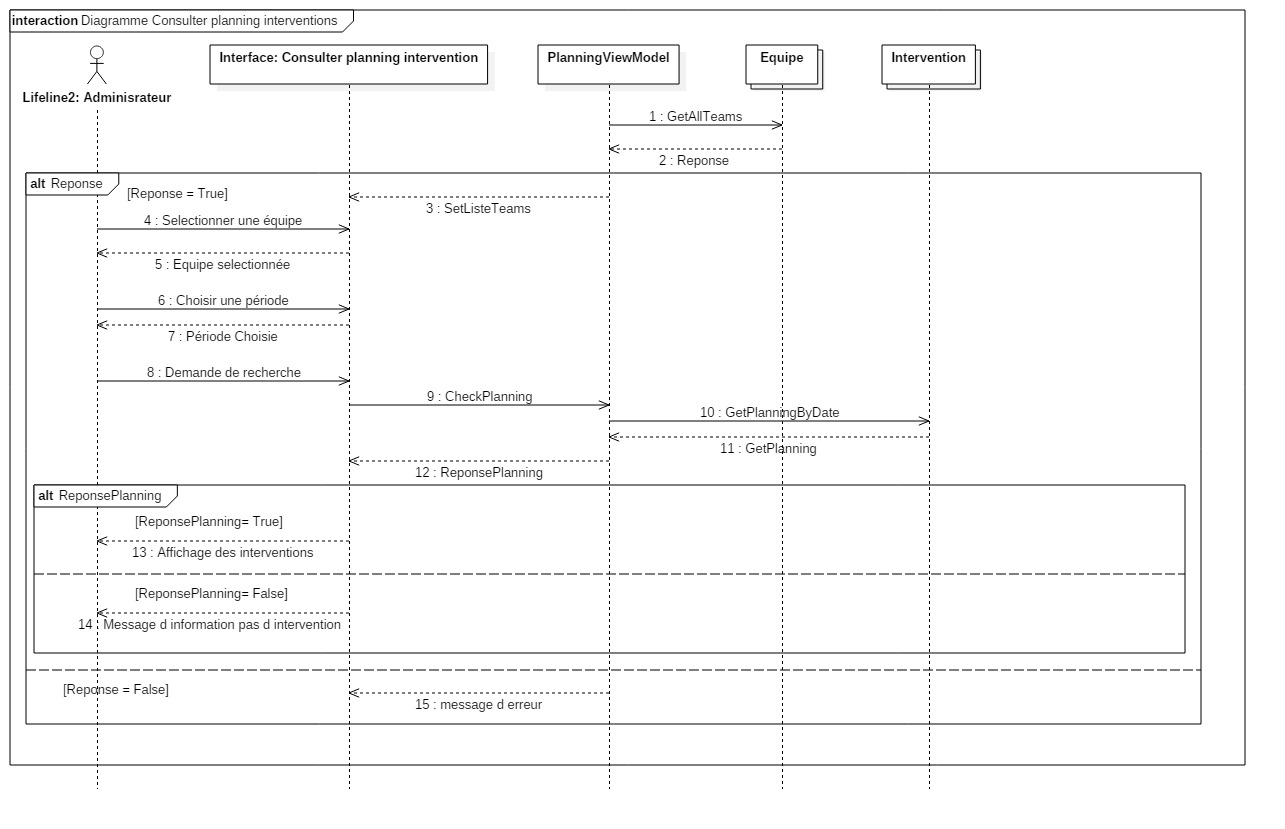 interaction Diagramme Consulter planning interventions
Interface: Consulter planning intervention
PlanningViewModel
Equipe
Intervention
Lifeline2: Adminisrateur
1 : GetAllTeams
2 : Reponse
alt Reponse
[Reponse = True]
3 : SetListeTeams
4 : Selectionner une équipe
5 : Equipe selectionnée
6 : Choisir une période
7 : Période Choisie
8 : Demande de recherche
9 : CheckPlanning
10 : GetPlanningByDate
11 : GetPlanning
12 : ReponsePlanning
alt ReponsePlanning
[ReponsePlanning= True]
13 : Affichage des interventions
[ReponsePlanning= False]
14 : Message d information pas d intervention
[Reponse = False]
15 : message d erreur